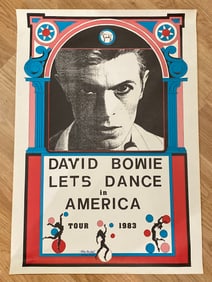 DAVID BOWIE
LETS DANCE
in
AMERICA
TOUR 1983